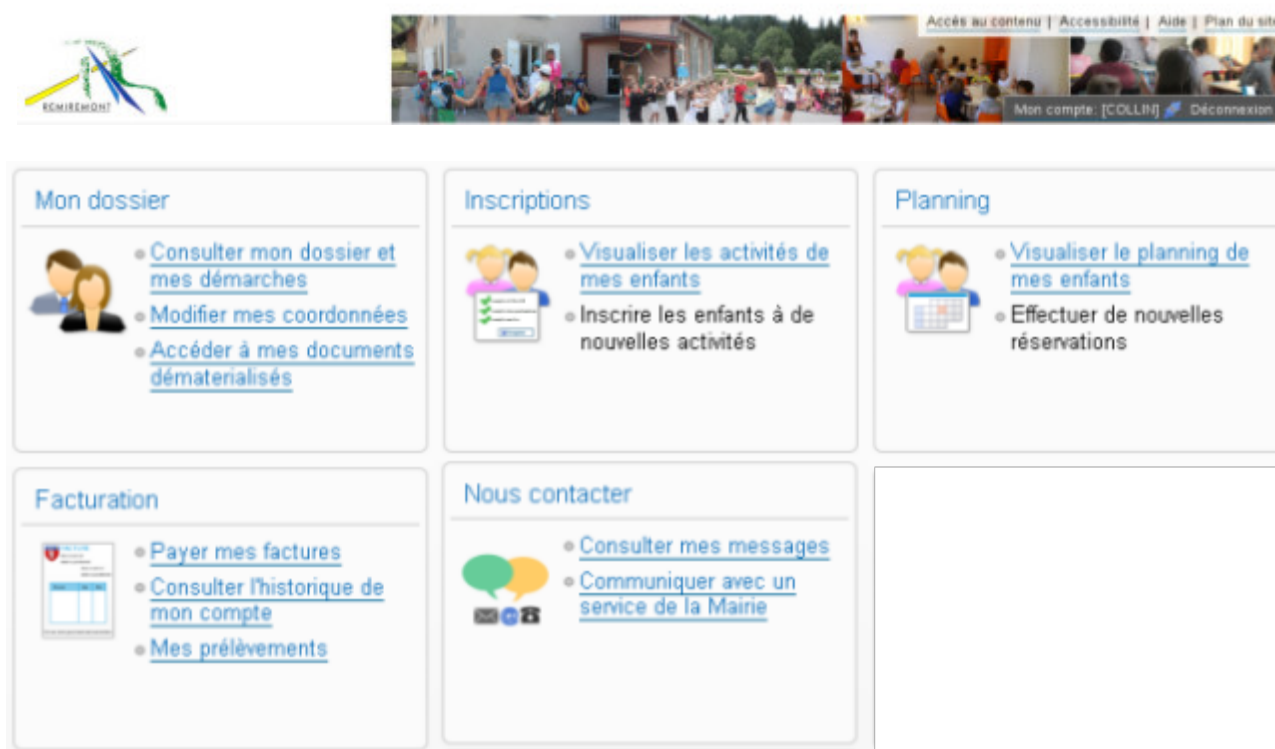 Accès au contenu | Accessibilité | Aide | Plan du site
REMIREMONT
Mon compte: [COLLIN] Déconnexion
Mon dossier
Consulter mon dossier et
mes démarches
Modifier mes coordonnées
Accéder à mes documents
dématerialisés
Inscriptions
Visualiser les activités de
mes enfants
Inscrire les enfants à de
nouvelles activités
Planning
Visualiser le planning de
mes enfants
Effectuer de nouvelles
réservations
Facturation
Payer mes factures
Consulter l'historique de
mon compte
Mes prélèvements
Nous contacter
Consulter mes messages
Communiquer avec un
service de la Mairie